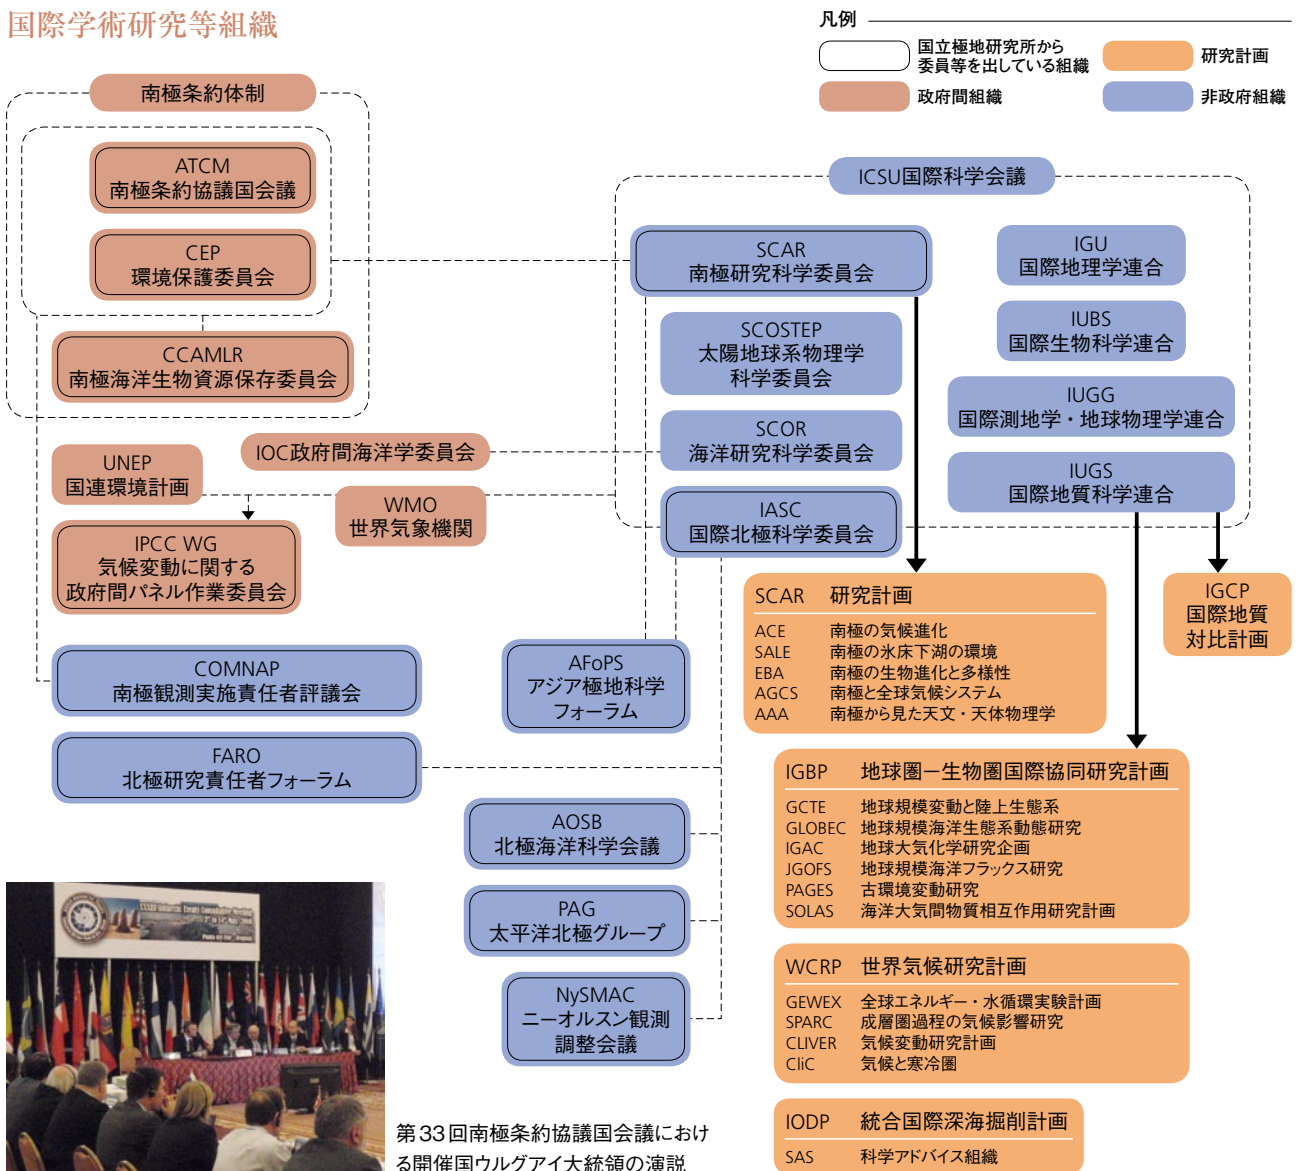 国際学術研究等組織
凡例
国立極地研究所から
委員等を出している組織
研究計画
政府間組織
非政府組織
南極条約体制
ATCM
南極条約協議国会議
CEP
環境保護委員会
CCAMLR
南極海洋生物資源保存委員会
ICSU国際科学会議
SCAR
南極研究科学委員会
SCOSTEP
太陽地球系物理学
科学委員会
SCOR
海洋研究科学委員会
IASC
国際北極科学委員会
IGU
国際地理学連合
IUBS
国際生物科学連合
IUGG
国際測地学・地球物理学連合
IUGS
国際地質科学連合
IOC政府間海洋学委員会
UNEP
国連環境計画
WMO
世界気象機関
IPCC WG
気候変動に関する
政府間パネル作業委員会
COMNAP
南極観測実施責任者評議会
FARO
北極研究責任者フォーラム
AFoPS
アジア極地科学
フォーラム
AOSB
北極海洋科学会議
PAG
太平洋北極グループ
NySMAC
ニーオルスン観測
調整会議
SCAR 研究計画
ACE 南極の気候進化
SALE 南極の氷床下湖の環境
EBA 南極の生物進化と多様性
AGCS 南極と全球気候システム
AAA 南極から見た天文・天体物理学
IGCP
国際地質
対比計画
IGBP 地球圏－生物圏国際協同研究計画
GCTE 地球規模変動と陸上生態系
GLOBEC 地球規模海洋生態系動態研究
IGAC 地球大気化学研究企画
JGOFS 地球規模海洋フラックス研究
PAGES 古環境変動研究
SOLAS 海洋大気間物質相互作用研究計画
WCRP 世界気候研究計画
GEWEX 全球エネルギー・水循環実験計画
SPARC 成層圏過程の気候影響研究
CLIVER 気候変動研究計画
CliC 気候と寒冷圏
IODP 統合国際深海掘削計画
SAS 科学アドバイス組織
XXXIII Antarctic Treaty Consultative Meeting
第33回南極条約協議国会議におけ
る開催国ウルグアイ大統領の演説